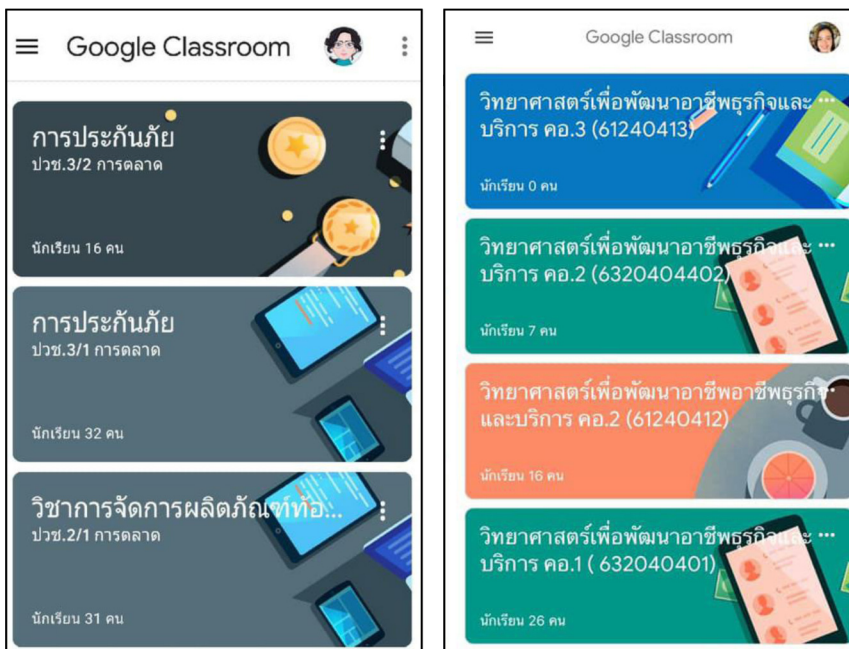 Google Classroom
การประกันภัย
ปวช.3/2 การตลาด
นักเรียน 16 คน
การประกันภัย
ปวช.3/1 การตลาด
นักเรียน 32 คน
วิชาการจัดการผลิตภัณฑ์ท้อ...
ปวช.2/1 การตลาด
นักเรียน 31 คน
Google Classroom
วิทยาศาสตร์เพื่อพัฒนาอาชีพธุรกิจและ
บริการ คอ.3 (61240413)
นักเรียน 0 คน
วิทยาศาสตร์เพื่อพัฒนาอาชีพธุรกิจและ
บริการ คอ.2 (6320404402)
นักเรียน 7 คน
วิทยาศาสตร์เพื่อพัฒนาอาชีพอาชีพธุรกิจ
และบริการ คอ.2 (61240412)
นักเรียน 16 คน
วิทยาศาสตร์เพื่อพัฒนาอาชีพธุรกิจและ
บริการ คอ.1 ( 632040401)
นักเรียน 26 คน